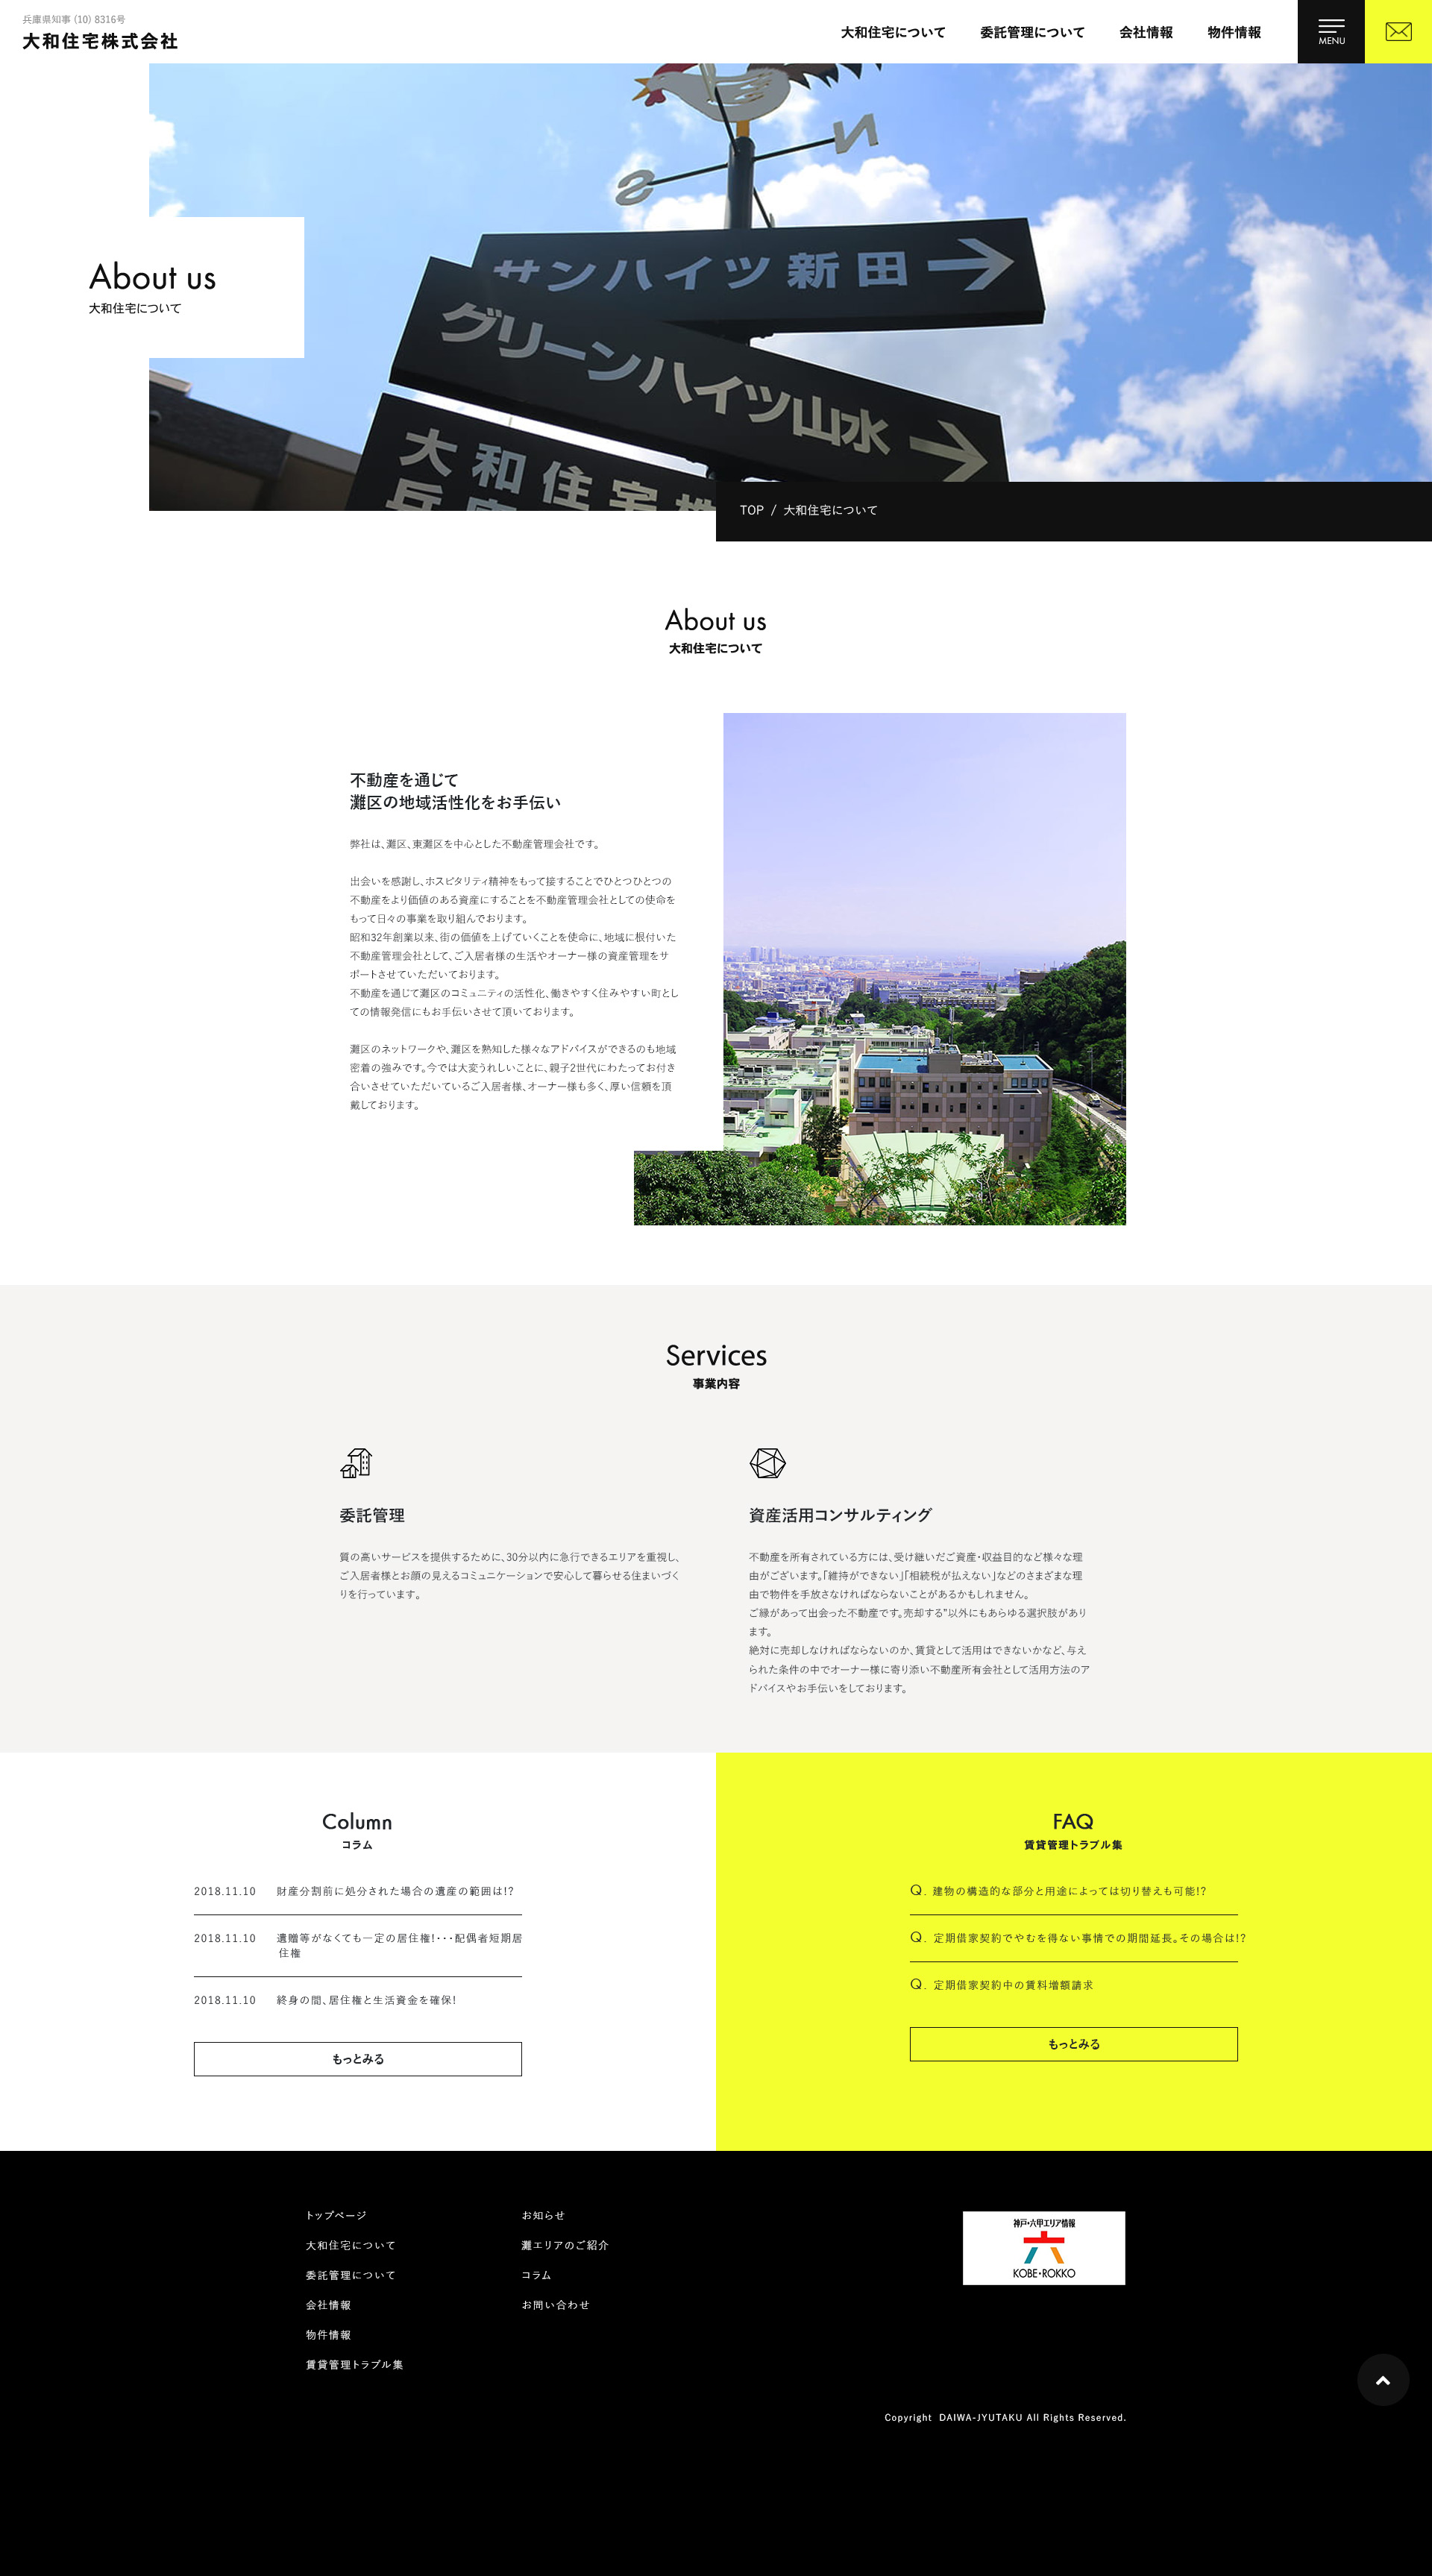 兵庫県知事 (10) 8316号
大和住宅株式会社
大和住宅について
委託管理について
会社情報
物件情報
MENU
N
S
サンハイツ新田
グリーンハイツ山水
大和住宅株
About us
大和住宅について
TOP / 大和住宅について
About us
大和住宅について
不動産を通じて
灘区の地域活性化をお手伝い
弊社は、灘区、東灘区を中心とした不動産管理会社です。
出会いを感謝し、ホスピタリティ精神をもって接することでひとつひとつの
不動産をより価値のある資産にすることを不動産管理会社としての使命を
もって日々の事業を取り組んでおります。
昭和32年創業以来、街の価値を上げていくことを使命に、地域に根付いた
不動産管理会社として、ご入居者様の生活やオーナー様の資産管理をサ
ポートさせていただいております。
不動産を通じて灘区のコミュニティの活性化、働きやすく住みやすい町とし
ての情報発信にもお手伝いさせて頂いております。
灘区のネットワークや、灘区を熟知した様々なアドバイスができるのも地域
密着の強みです。今では大変うれしいことに、親子2世代にわたってお付き
合いさせていただいているご入居者様、オーナー様も多く、厚い信頼を頂
戴しております。
Services
事業内容
委託管理
質の高いサービスを提供するために、30分以内に急行できるエリアを重視し、
ご入居者様とお顔の見えるコミュニケーションで安心して暮らせる住まいづく
りを行っています。
資産活用コンサルティング
不動産を所有されている方には、受け継いだご資産・収益目的など様々な理
由がございます。「維持ができない」「相続税が払えない」などのさまざまな理
由で物件を手放さなければならないことがあるかもしれません。
ご縁があって出会った不動産です。売却する”以外にもあらゆる選択肢があり
ます。
絶対に売却しなければならないのか、賃貸として活用はできないかなど、与え
られた条件の中でオーナー様に寄り添い不動産所有会社として活用方法のア
ドバイスやお手伝いをしております。
Column
コラム
2018.11.10 財産分割前に処分された場合の遺産の範囲は!?
2018.11.10 遺贈等がなくても一定の居住権!・・・配偶者短期居
住権
2018.11.10 終身の間、居住権と生活資金を確保!
もっとみる
FAQ
賃貸管理トラブル集
Q. 建物の構造的な部分と用途によっては切り替えも可能!?
Q. 定期借家契約でやむを得ない事情での期間延長。その場合は!?
Q. 定期借家契約中の賃料増額請求
もっとみる
トップページ
大和住宅について
委託管理について
会社情報
物件情報
賃貸管理トラブル集
お知らせ
灘エリアのご紹介
コラム
お問い合わせ
神戸・六甲エリア情報
六
KOBE・ROKKO
Copyright DAIWA-JYUTAKU All Rights Reserved.